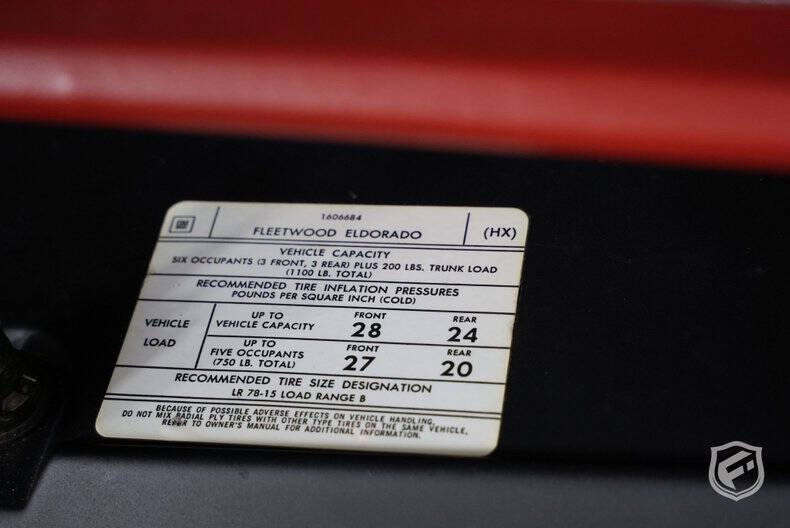 1606684
GM
FLEETWOOD ELDORADO
(HX)
VEHICLE CAPACITY
SIX OCCUPANTS (3 FRONT, 3 REAR) PLUS 200 LBS. TRUNK LOAD
(1100 LB. TOTAL)
RECOMMENDED TIRE INFLATION PRESSURES
POUNDS PER SQUARE INCH (COLD)
VEHICLE
LOAD
UP TO
VEHICLE CAPACITY
FRONT
28
REAR
24
UP TO
FIVE OCCUPANTS
(750 LB. TOTAL)
FRONT
27
REAR
20
RECOMMENDED TIRE SIZE DESIGNATION
LR 78-15 LOAD RANGE B
BECAUSE OF POSSIBLE ADVERSE EFFECTS ON VEHICLE HANDLING,
DO NOT MIX RADIAL PLY TIRES WITH OTHER TYPE TIRES ON THE SAME VEHICLE.
REFER TO OWNER'S MANUAL FOR ADDITIONAL INFORMATION.